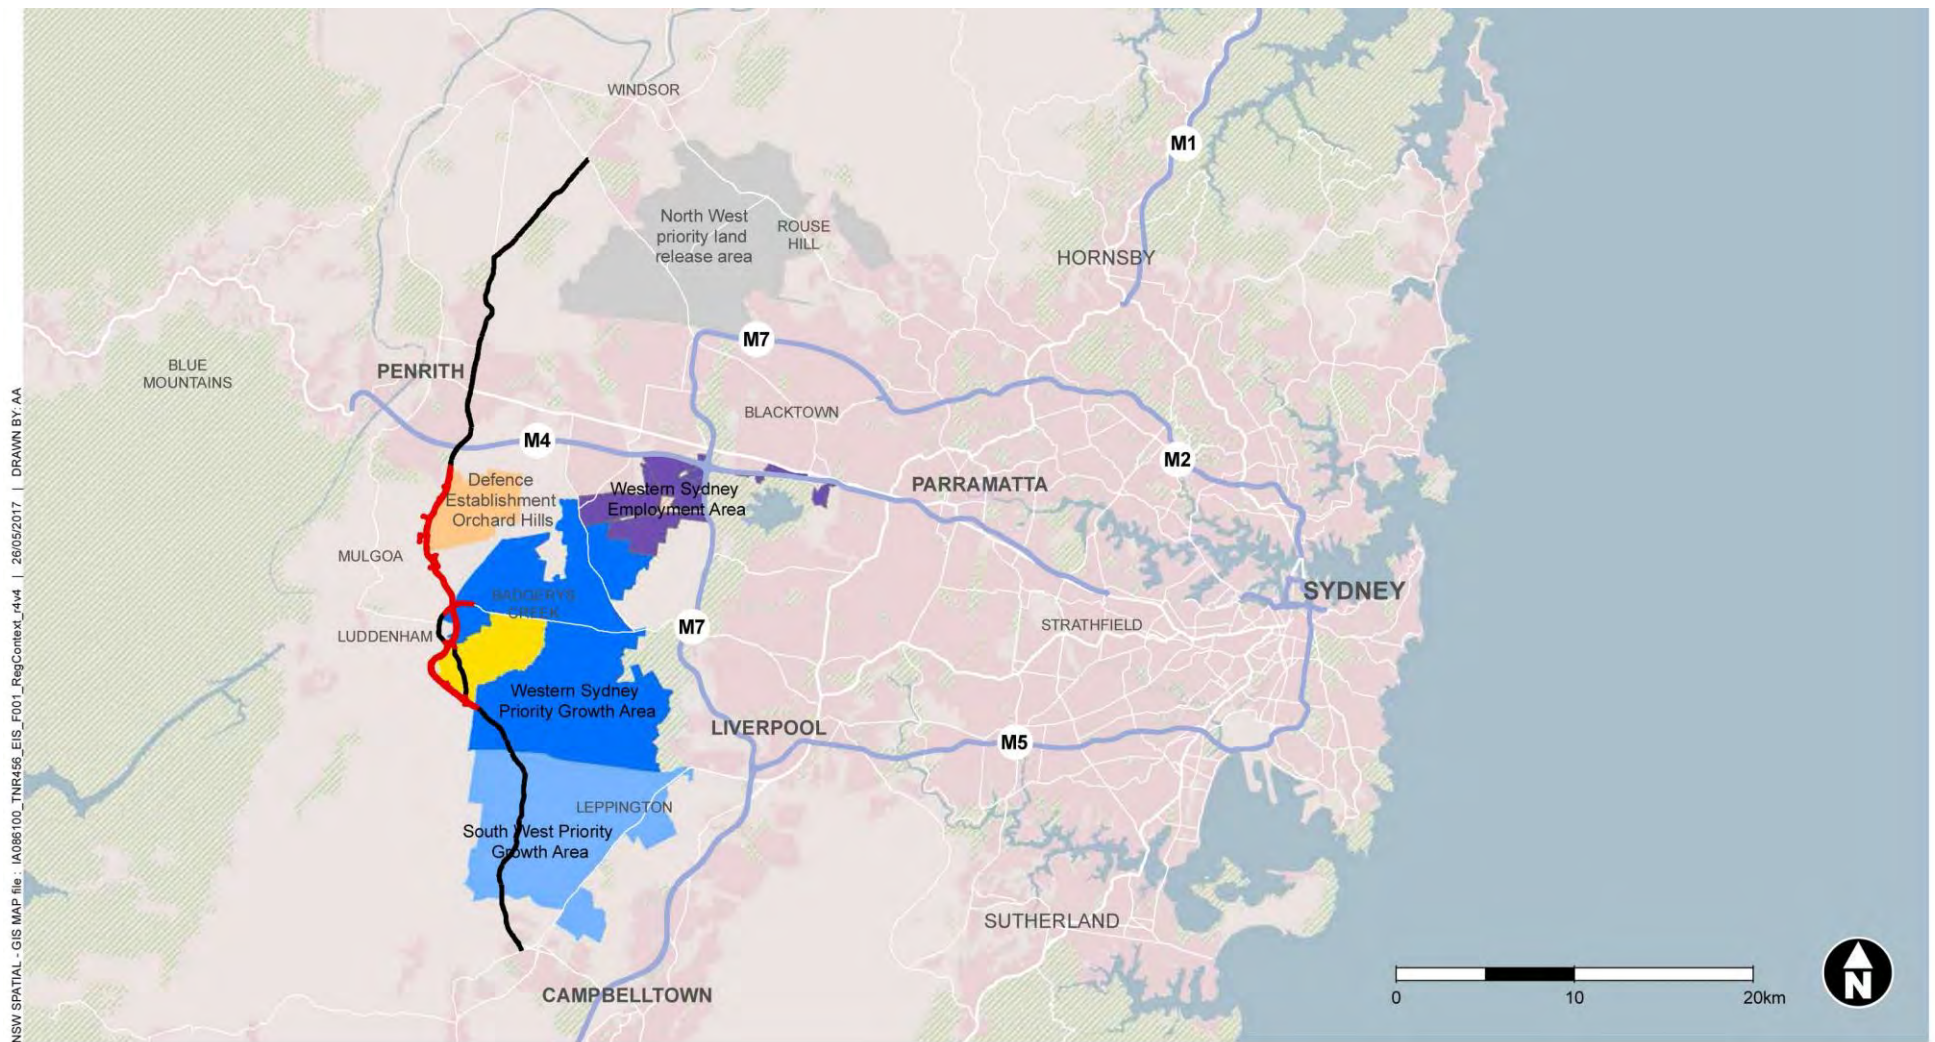 WINDSOR
M1
North West
priority land
release area
ROUSE
HILL
HORNSBY
M7
BLUE
MOUNTAINS
PENRITH
BLACKTOWN
M4
M2
Defence
Establishment
Orchard Hills
Western Sydney
Employment Area
PARRAMATTA
MULGOA
BADGERYS
CREEK
SYDNEY
LUDDENHAM
M7
STRATHFIELD
Western Sydney
Priority Growth Area
LIVERPOOL
M5
LEPPINGTON
South West Priority
Growth Area
SUTHERLAND
CAMPBELLTOWN
0 10 20km
N
NSW SPATIAL - GIS MAP file : IA086100_TNR456_EIS_F001_RegContext_r4v4 | 26/05/2017 | DRAWN BY: AA